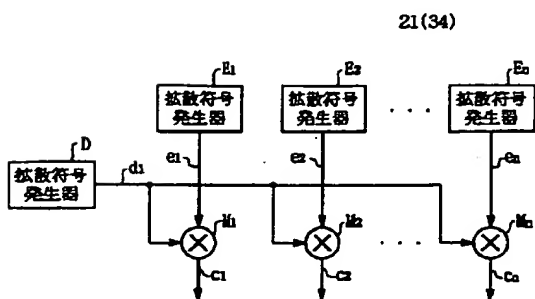 21(34)
E1 E2 En
拡散符号 拡散符号 拡散符号
発生器 発生器 ・・・ 発生器
D
拡散符号
発生器
d1 e1 e2 en
M1 M2 ・・・ Mn
C1 C2 Cn